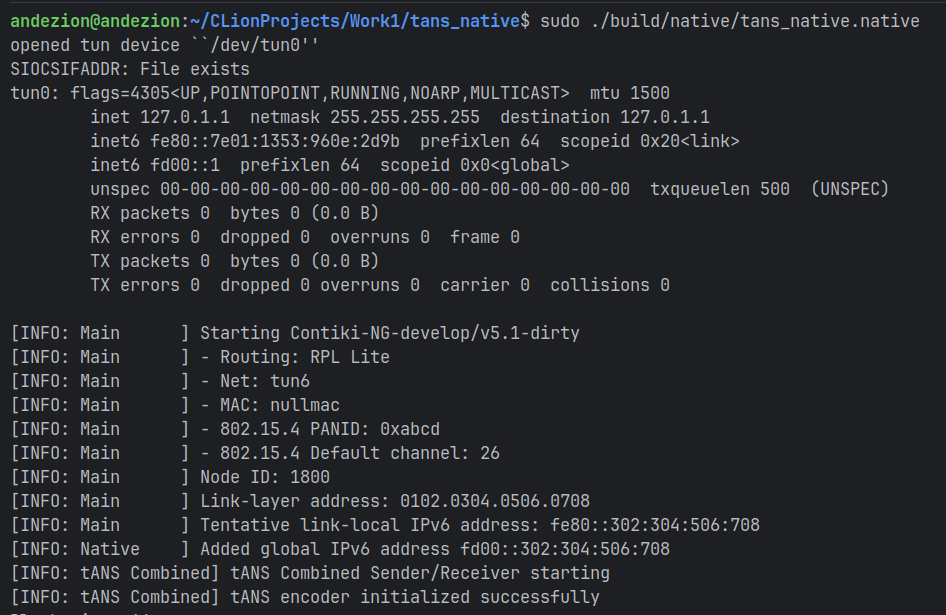 andezion@andezion:~/CLionProjects/Work1/tans_native$ sudo ./build/native/tans_native.native
opened tun device ``/dev/tun0''
SIOCSIFADDR: File exists
tun0: flags=4305<UP,POINTOPOINT,RUNNING,NOARP,MULTICAST>  mtu 1500
        inet 127.0.1.1  netmask 255.255.255.255  destination 127.0.1.1
        inet6 fe80::7e01:1353:960e:2d9b  prefixlen 64  scopeid 0x20<link>
        inet6 fd00::1  prefixlen 64  scopeid 0x0<global>
        unspec 00-00-00-00-00-00-00-00-00-00-00-00-00-00-00-00  txqueuelen 500  (UNSPEC)
        RX packets 0  bytes 0 (0.0 B)
        RX errors 0  dropped 0  overruns 0  frame 0
        TX packets 0  bytes 0 (0.0 B)
        TX errors 0  dropped 0 overruns 0  carrier 0  collisions 0

[INFO: Main      ] Starting Contiki-NG-develop/v5.1-dirty
[INFO: Main      ] - Routing: RPL Lite
[INFO: Main      ] - Net: tun6
[INFO: Main      ] - MAC: nullmac
[INFO: Main      ] - 802.15.4 PANID: 0xabcd
[INFO: Main      ] - 802.15.4 Default channel: 26
[INFO: Main      ] Node ID: 1800
[INFO: Main      ] Link-layer address: 0102.0304.0506.0708
[INFO: Main      ] Tentative link-local IPv6 address: fe80::302:304:506:708
[INFO: Native    ] Added global IPv6 address fd00::302:304:506:708
[INFO: tANS Combined] tANS Combined Sender/Receiver starting
[INFO: tANS Combined] tANS encoder initialized successfully